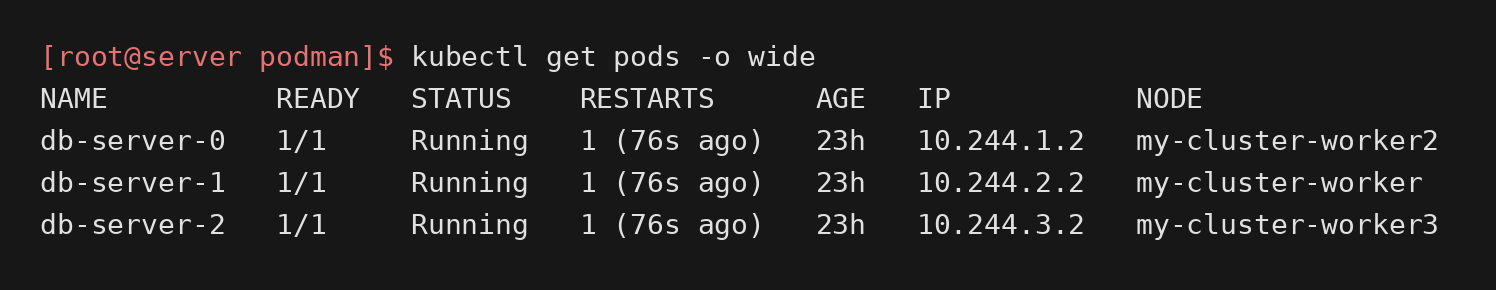 [root@server podman]$ kubectl get pods -o wide
NAME          READY   STATUS    RESTARTS      AGE   IP           NODE
db-server-0   1/1     Running   1 (76s ago)   23h   10.244.1.2   my-cluster-worker2
db-server-1   1/1     Running   1 (76s ago)   23h   10.244.2.2   my-cluster-worker
db-server-2   1/1     Running   1 (76s ago)   23h   10.244.3.2   my-cluster-worker3